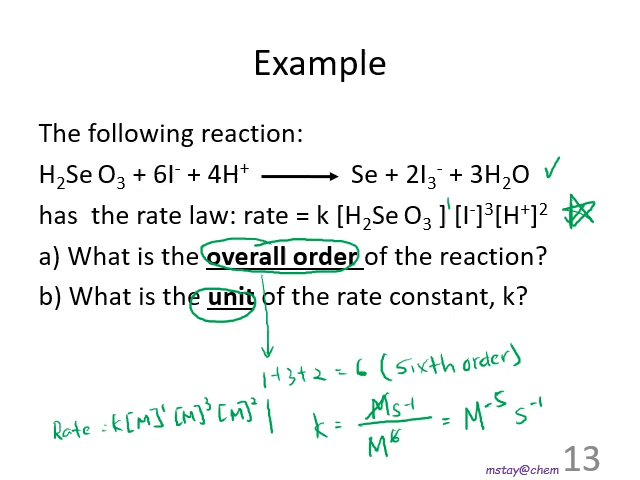 Example
The following reaction:
H₂Se O₃ + 6I⁻ + 4H⁺ ⟶ Se + 2I₃⁻ + 3H₂O ✓
has the rate law: rate = k [H₂Se O₃ ]¹ [I⁻]³[H⁺]²
a) What is the overall order of the reaction?
b) What is the unit of the rate constant, k?
1+3+2 = 6 (sixth order)
Rate = k[M]¹ [M]³ [M]² | k = Ms⁻¹/M⁶ = M⁻⁵ s⁻¹
mstay@chem 13